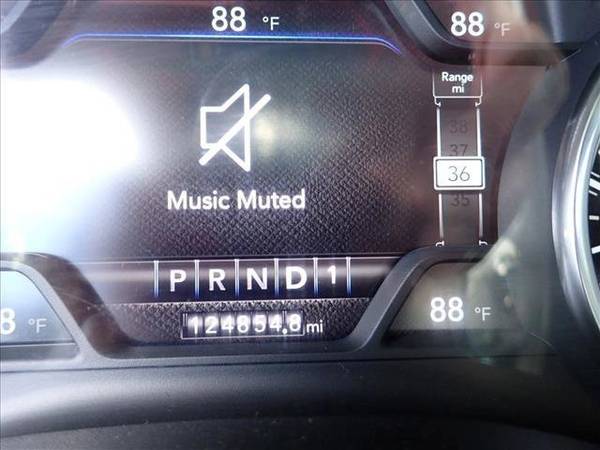 88 °F
88 °F
Range
mi
38
37
36
35
Music Muted
P R N D 1
124854.8 mi
8 °F
88 °F